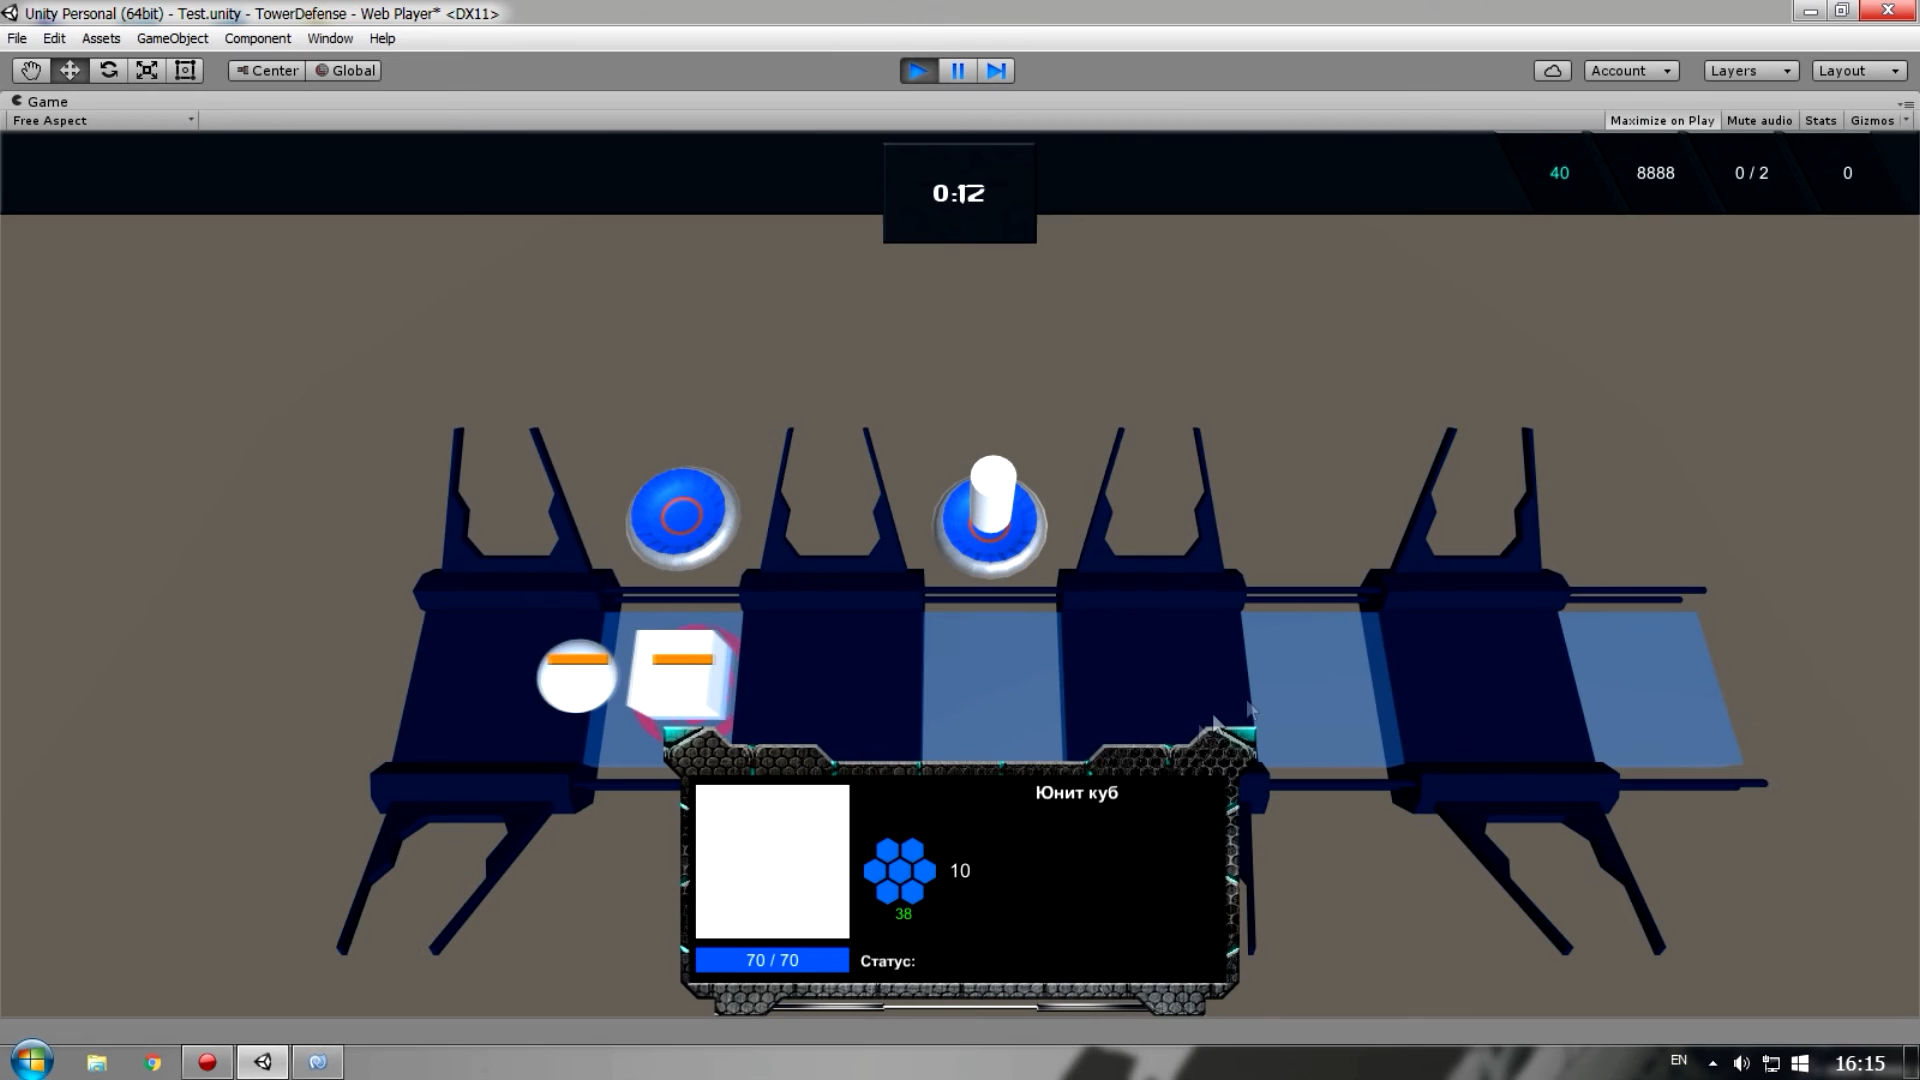 Unity Personal (64bit) - Test.unity - TowerDefense - Web Player* <DX11>
File Edit Assets GameObject Component Window Help
Center Global Account Layers Layout
Game
Free Aspect Maximize on Play Mute audio Stats Gizmos
0:12 40 8888 0 / 2 0
Юнит куб
10
38
70 / 70 Статус:
EN 16:15